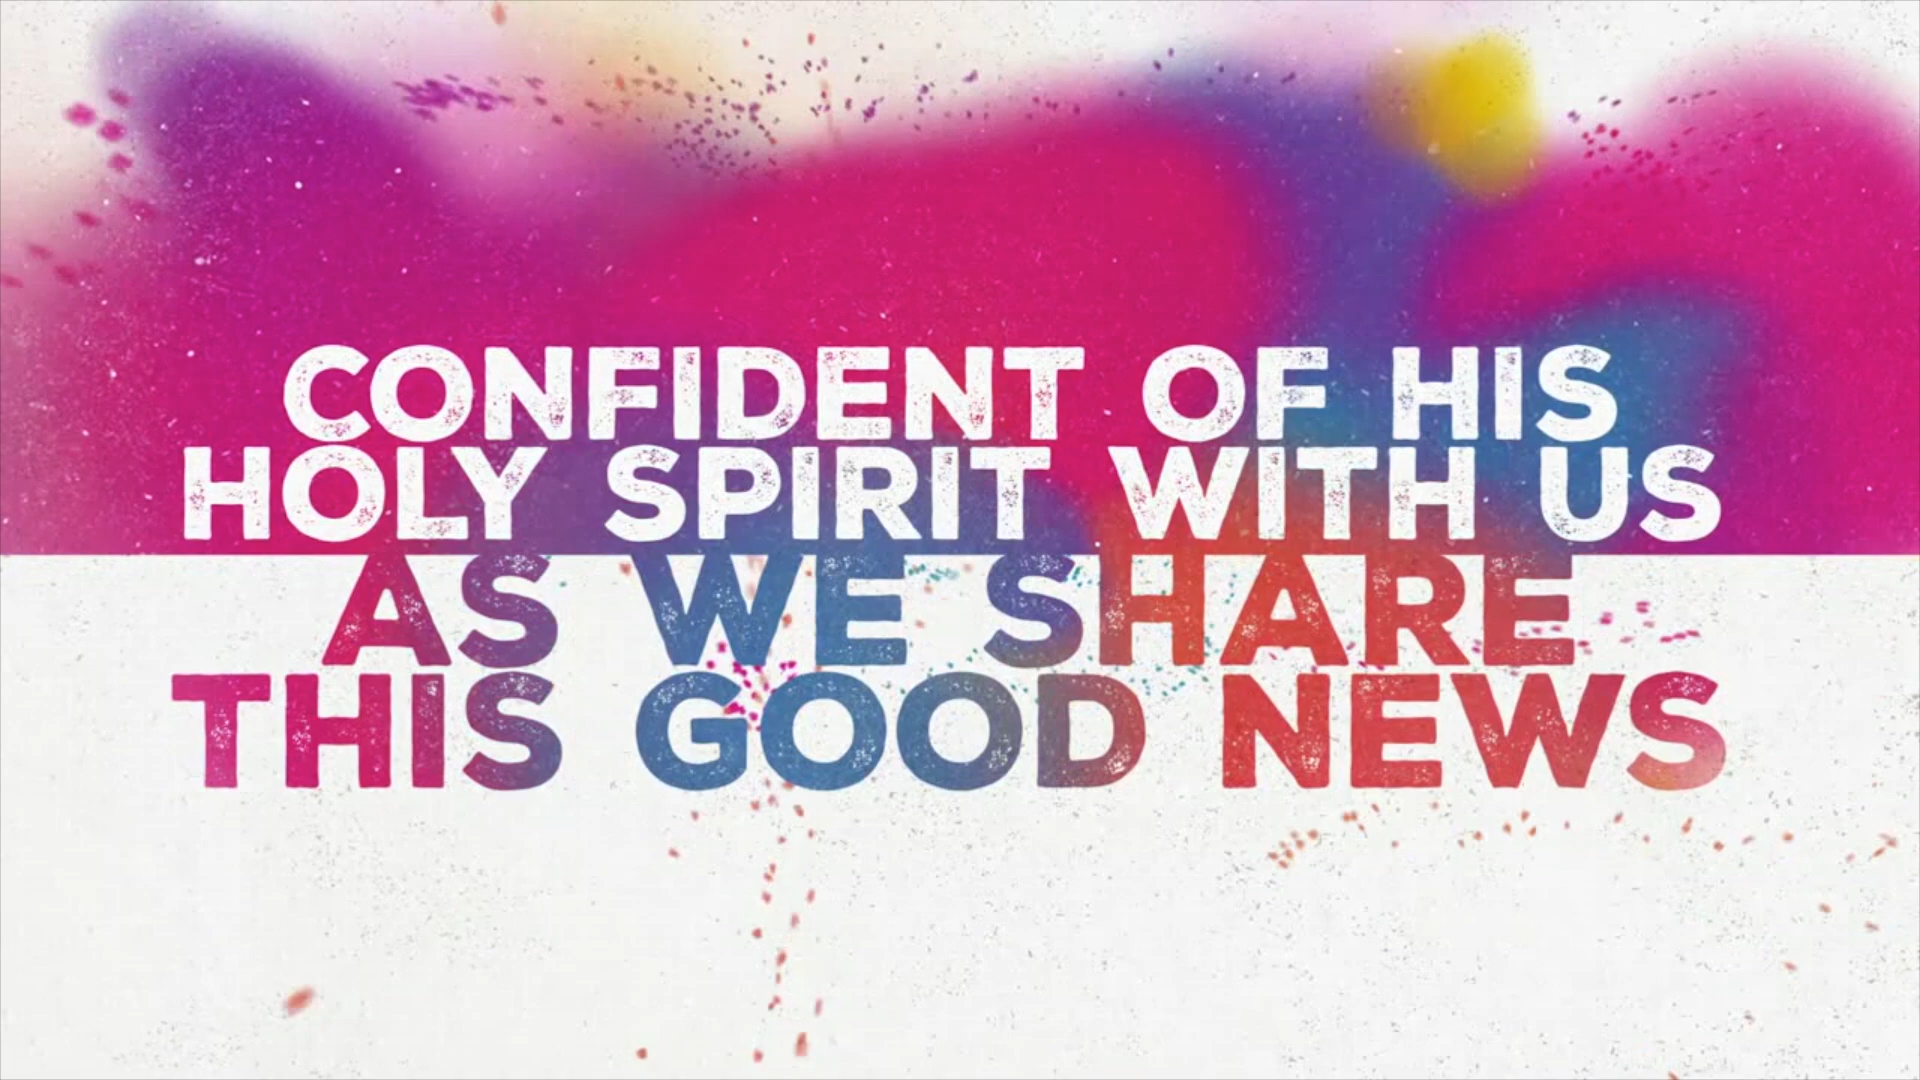 CONFIDENT OF HIS
HOLY SPIRIT WITH US
AS WE SHARE
THIS GOOD NEWS